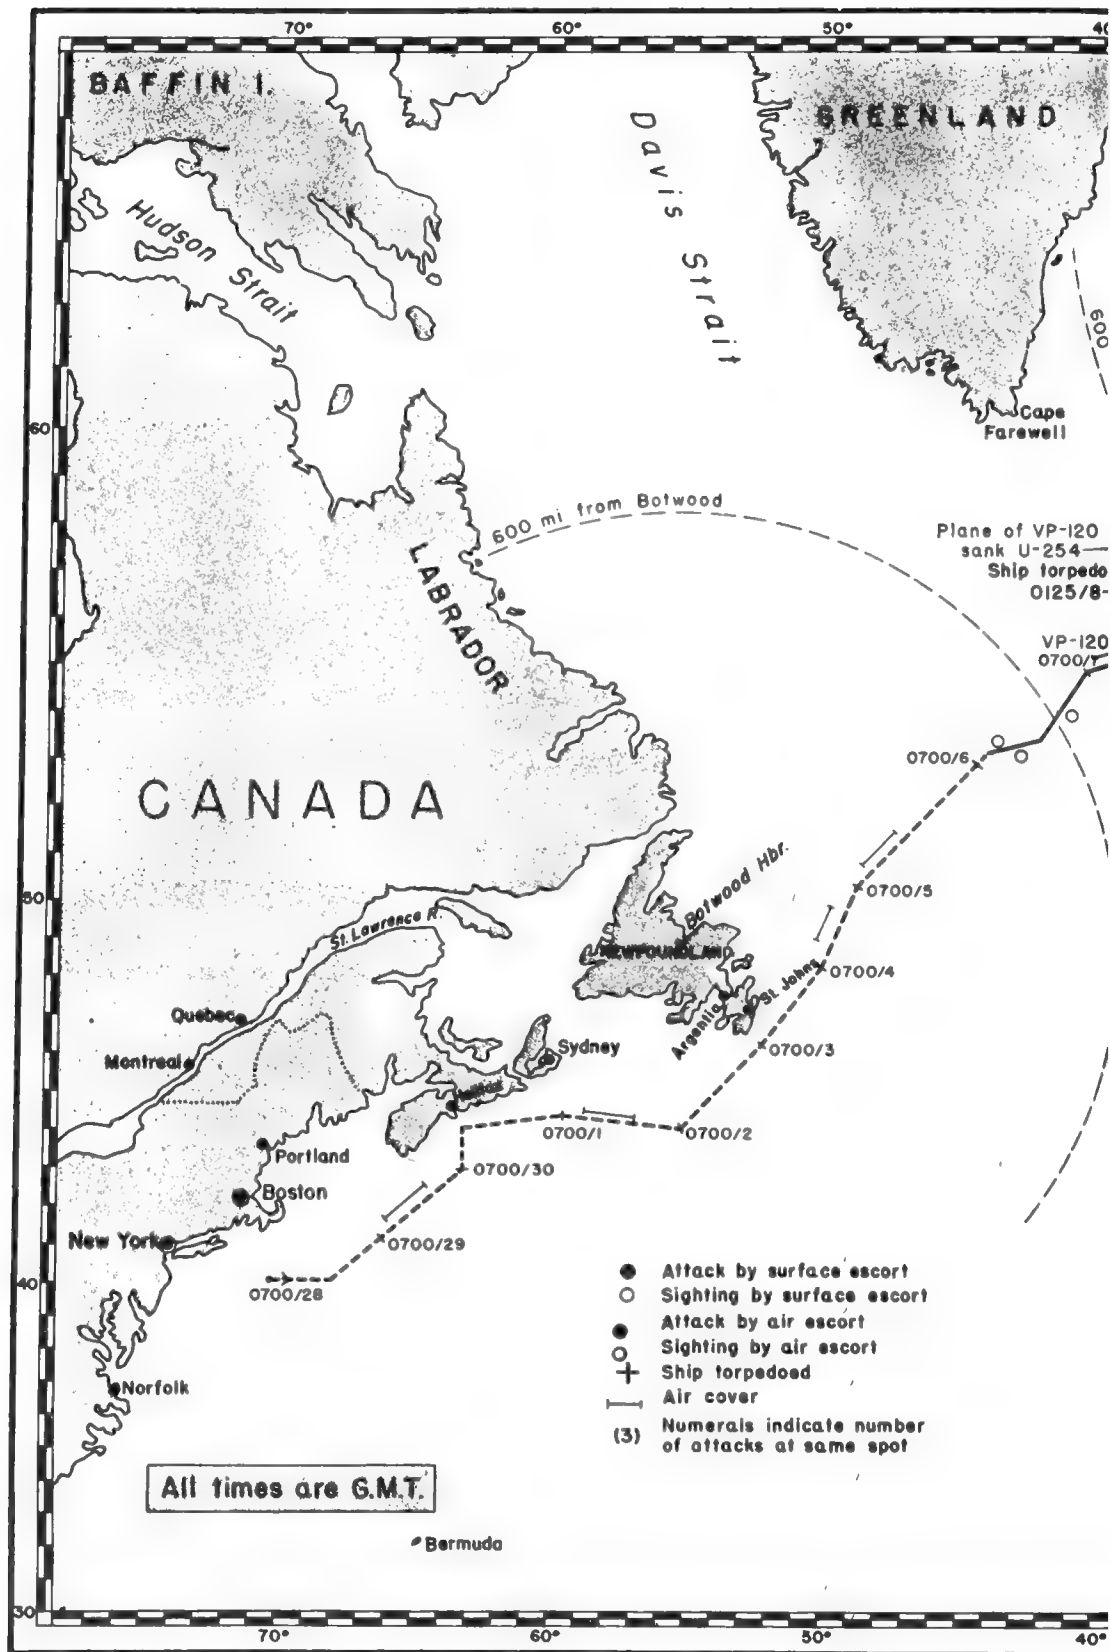 70°
60°
50°
40
BAFFIN I.
GREENLAND
Davis Strait
Hudson Strait
600
Cape
Farewell
60
600 mi from Botwood
Plane of VP-120
sank U-254
Ship torpedo
0125/8-
LABRADOR
VP-120
0700/7
0700/6
CANADA
50
Botwood Hbr.
0700/5
St. Lawrence R.
NEWFOUNDLAND
0700/4
St. Johns
Argentia
Quebec
Montreal
Sydney
0700/3
Halifax
0700/1
0700/2
Portland
0700/30
Boston
New York
0700/29
40
0700/28
Attack by surface escort
Sighting by surface escort
Attack by air escort
Sighting by air escort
Ship torpedoed
Air cover
(3) Numerals indicate number
of attacks at same spot
Norfolk
All times are G.M.T.
Bermuda
30
70°
60°
50°
40°